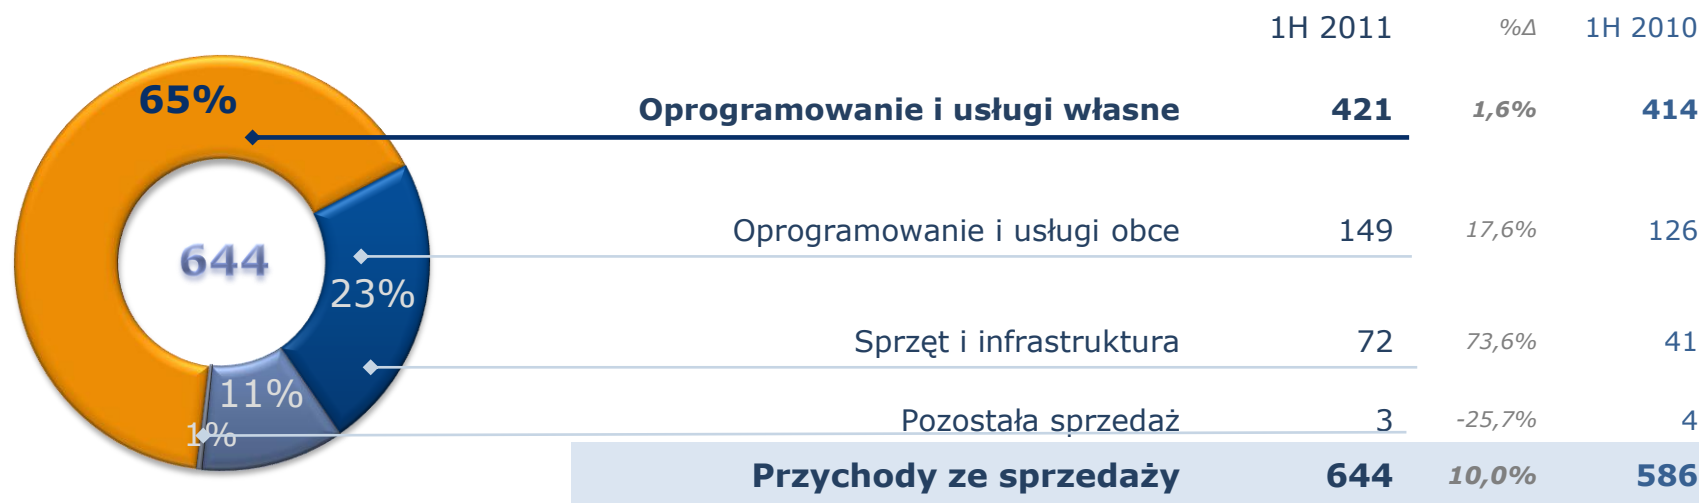 1H 2011 %Δ 1H 2010
65%
Oprogramowanie i usługi własne 421 1,6% 414
Oprogramowanie i usługi obce 149 17,6% 126
644
23%
Sprzęt i infrastruktura 72 73,6% 41
11%
Pozostała sprzedaż 3 -25,7% 4
1%
Przychody ze sprzedaży 644 10,0% 586